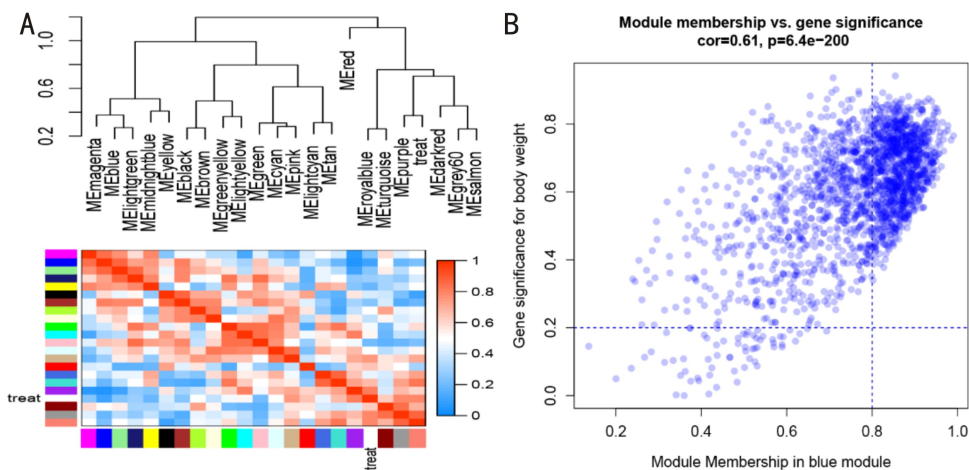 A
1.0
0.6
0.2
MEmagenta
MEblue
MElightgreen
MEmidnightblue
MEyellow
MEblack
MEbrown
MEgreenyellow
MElightyellow
MEgreen
MEcyan
MEpink
MElightcyan
MEtan
MEred
MEroyalblue
MEturquoise
MEpurple
treat
MEdarkred
MEgrey60
MEsalmon
1
0.8
0.6
0.4
0.2
0
treat
treat
B
Module membership vs. gene significance
cor=0.61, p=6.4e−200
Gene significance for body weight
0.8
0.6
0.4
0.2
0.0
0.2 0.4 0.6 0.8 1.0
Module Membership in blue module